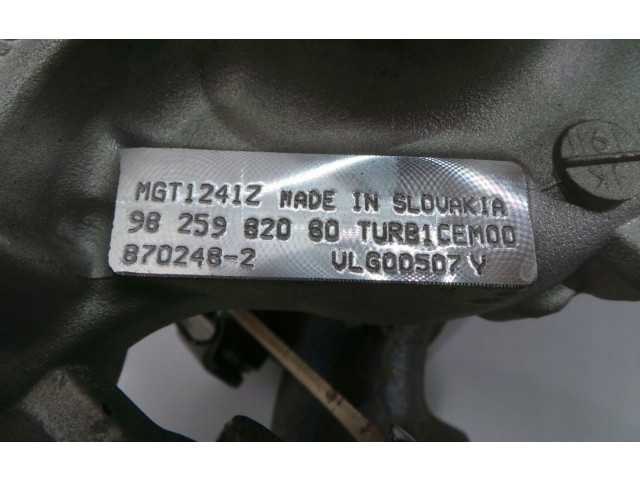 MGT1241Z MADE IN SLOVAKIA
98 259 820 80 TURB1CEM00
870248-2 VLG00507 Y